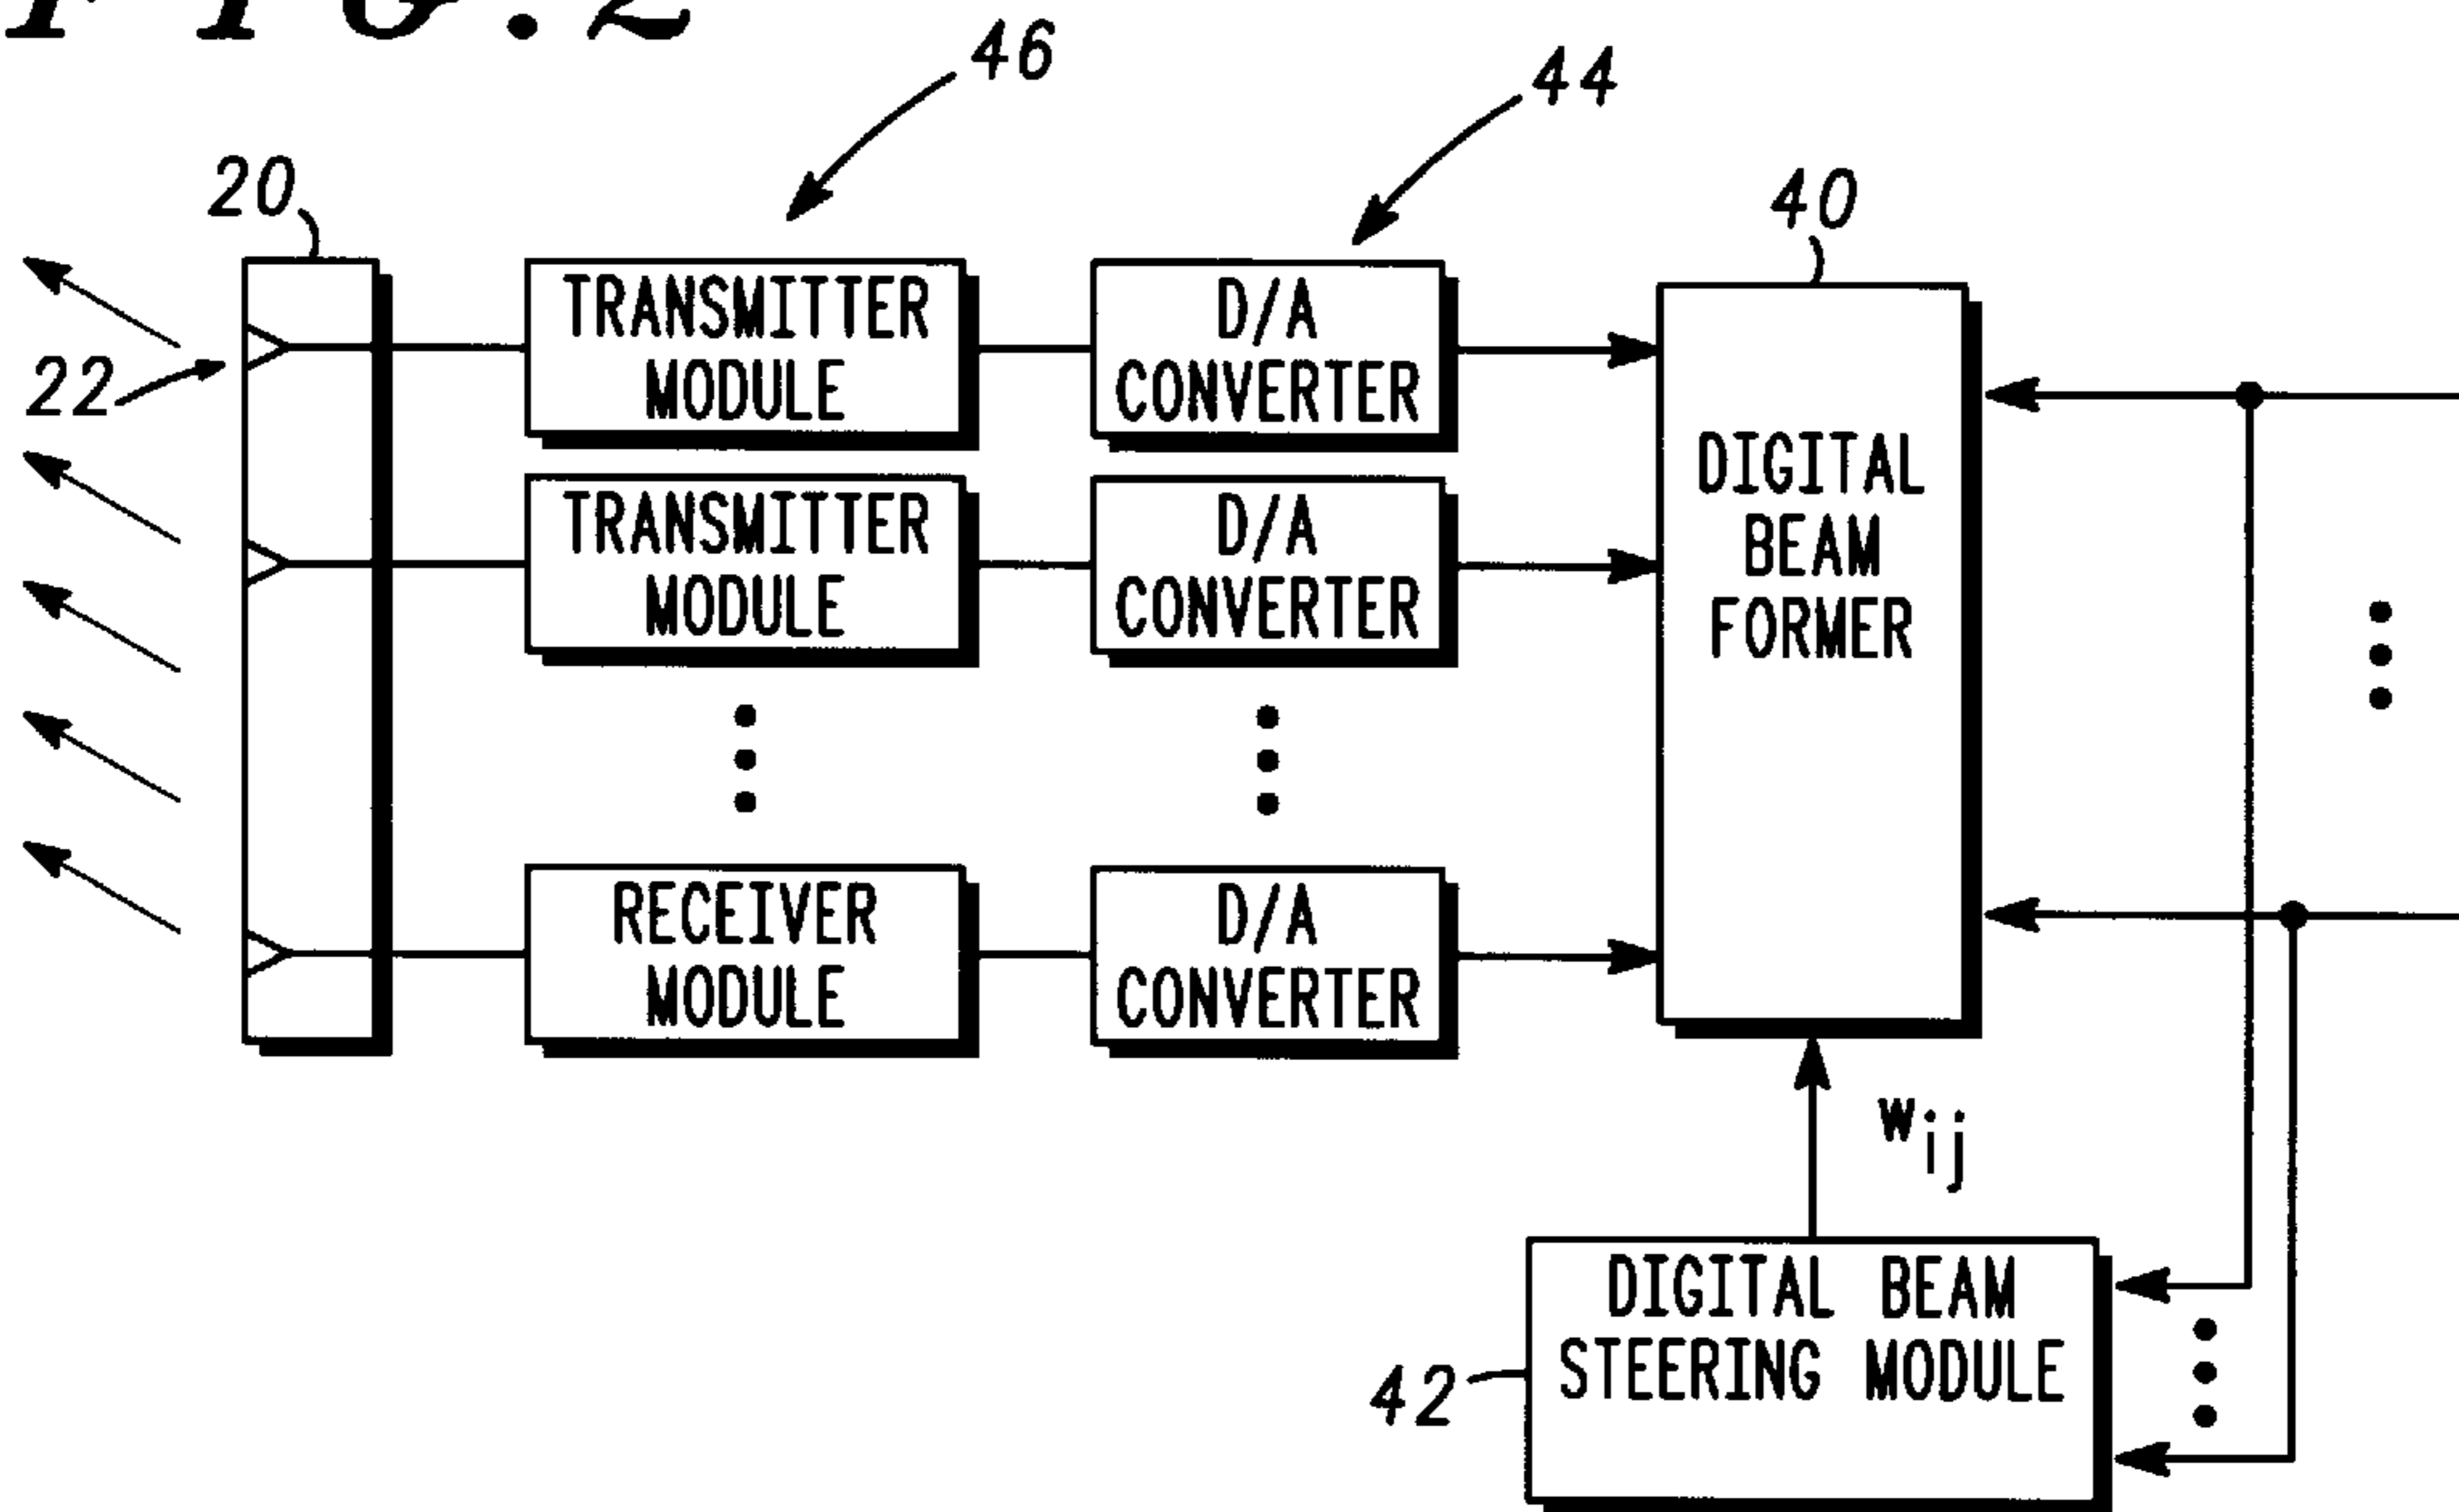 FIG.2
46
44
20
40
22
TRANSMITTER
MODULE
D/A
CONVERTER
DIGITAL
BEAM
FORMER
TRANSMITTER
MODULE
D/A
CONVERTER
RECEIVER
MODULE
D/A
CONVERTER
wij
DIGITAL BEAM
STEERING MODULE
42